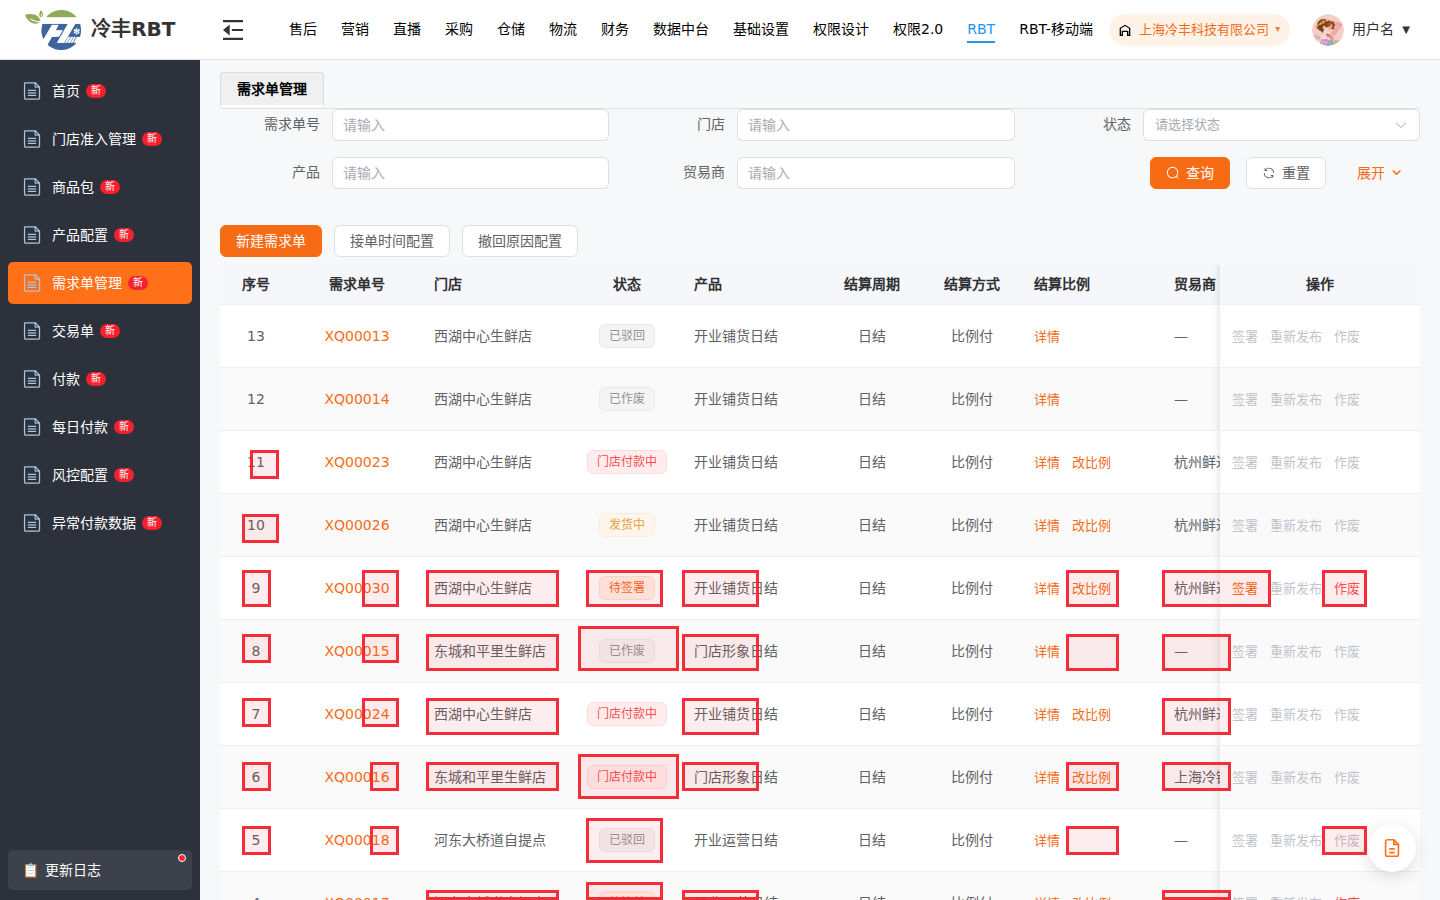 冷丰RBT
售后 营销 直播 采购 仓储 物流 财务 数据中台 基础设置 权限设计 权限2.0 RBT RBT-移动端 上海冷丰科技有限公司 ▾ 用户名 ▼
首页 新
门店准入管理 新
商品包 新
产品配置 新
需求单管理 新
交易单 新
付款 新
每日付款 新
风控配置 新
异常付款数据 新
更新日志
需求单管理
需求单号 请输入 门店 请输入 状态 请选择状态
产品 请输入 贸易商 请输入 查询 重置 展开
新建需求单 接单时间配置 撤回原因配置
序号 需求单号 门店 状态 产品 结算周期 结算方式 结算比例 贸易商 操作
13 XQ00013 西湖中心生鲜店 已驳回 开业铺货日结 日结 比例付 详情 — 签署 重新发布 作废
12 XQ00014 西湖中心生鲜店 已作废 开业铺货日结 日结 比例付 详情 — 签署 重新发布 作废
11 XQ00023 西湖中心生鲜店 门店付款中 开业铺货日结 日结 比例付 详情 改比例 杭州鲜 签署 重新发布 作废
10 XQ00026 西湖中心生鲜店 发货中 开业铺货日结 日结 比例付 详情 改比例 杭州鲜 签署 重新发布 作废
9 XQ00030 西湖中心生鲜店 待签署 开业铺货日结 日结 比例付 详情 改比例 杭州鲜 签署 重新发布 作废
8 XQ00015 东城和平里生鲜店 已作废 门店形象日结 日结 比例付 详情 — 签署 重新发布 作废
7 XQ00024 西湖中心生鲜店 门店付款中 开业铺货日结 日结 比例付 详情 改比例 杭州鲜 签署 重新发布 作废
6 XQ00016 东城和平里生鲜店 门店付款中 门店形象日结 日结 比例付 详情 改比例 上海冷 签署 重新发布 作废
5 XQ00018 河东大桥道自提点 已驳回 开业运营日结 日结 比例付 详情 — 签署 重新发布 作废